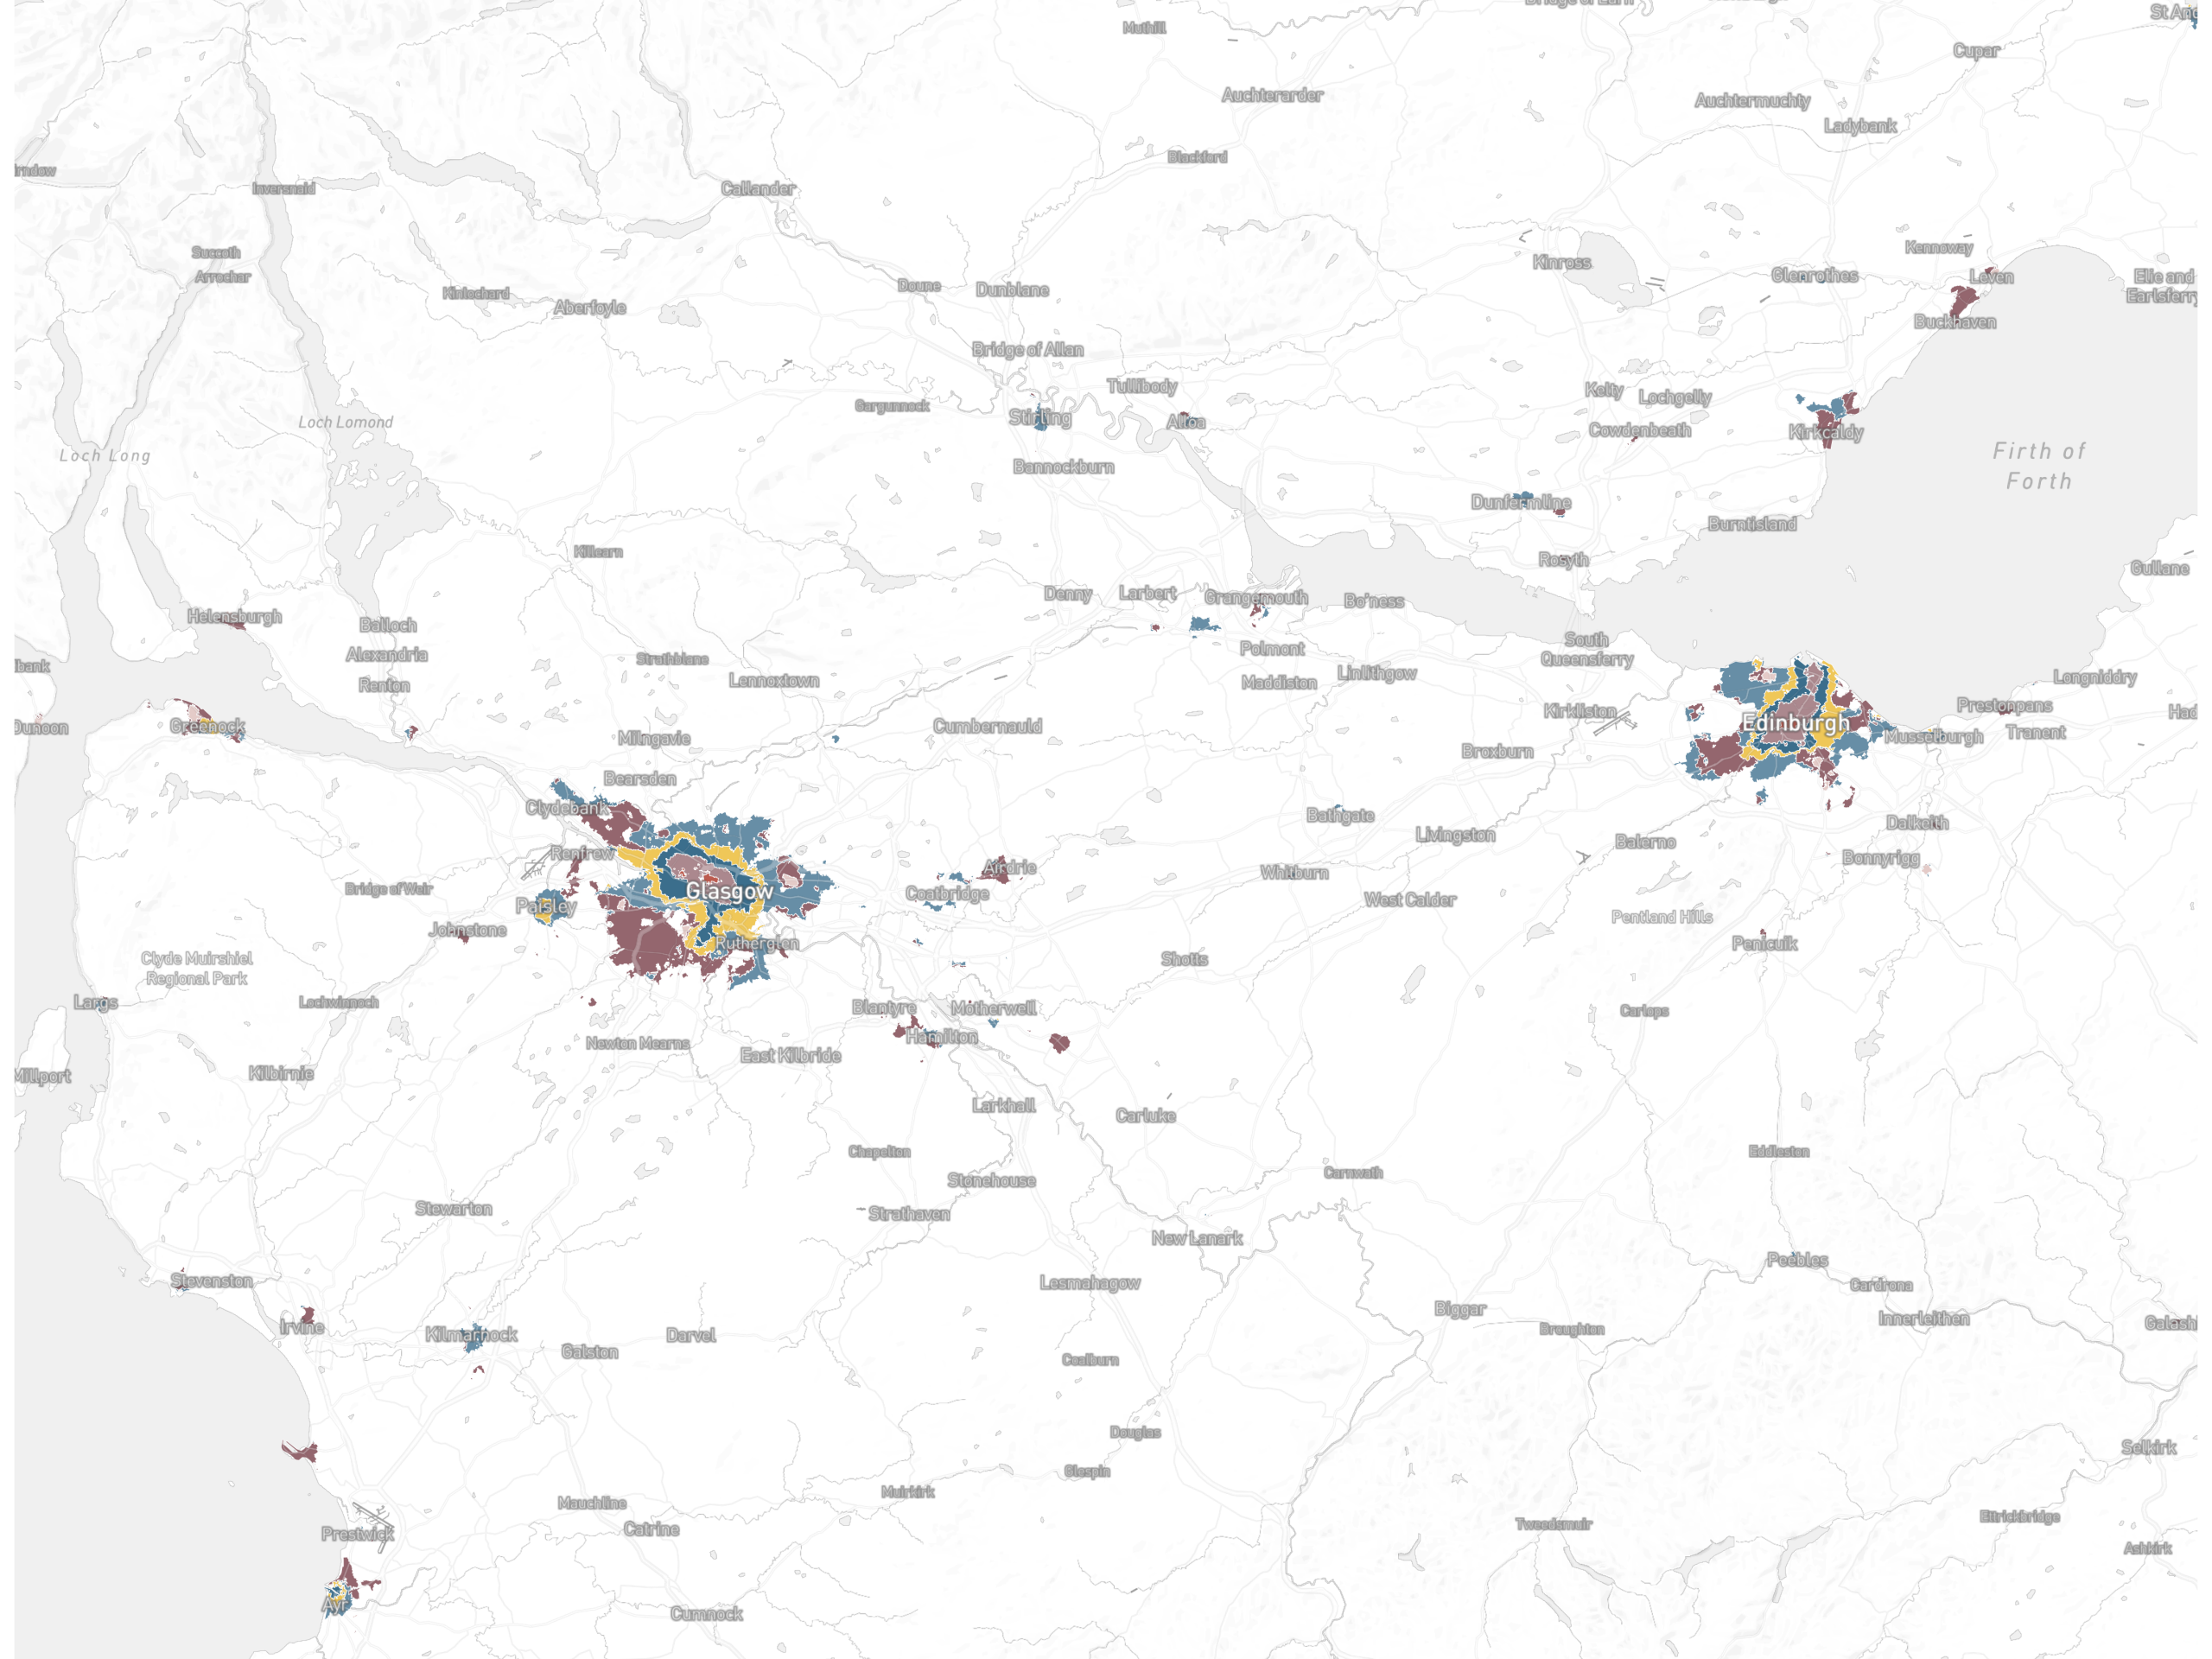 Muthill
Cupar
Auchterarder
Auchtermuchty
Ladybank
Blackford
Inversnaid
Callander
Succoth
Arrochar
Kinlochard
Aberfoyle
Doune
Dunblane
Kinross
Kennoway
Glenrothes
Leven
Elie and
Earlsferry
Buckhaven
Bridge of Allan
Tullibody
Gargunnock
Stirling
Alloa
Kelty
Lochgelly
Cowdenbeath
Kirkcaldy
Loch Lomond
Loch Long
Firth of
Forth
Bannockburn
Dunfermline
Burntisland
Killearn
Rosyth
Gullane
Denny
Larbert
Grangemouth
Bo'ness
Helensburgh
Balloch
Alexandria
Renton
Strathblane
Lennoxtown
Polmont
Maddiston
Linlithgow
South
Queensferry
Longniddry
Dunoon
Greenock
Milngavie
Cumbernauld
Kirkliston
Broxburn
Edinburgh
Musselburgh
Prestonpans
Tranent
Bearsden
Clydebank
Renfrew
Bridge of Weir
Paisley
Glasgow
Coatbridge
Airdrie
Bathgate
Livingston
Whitburn
West Calder
Balerno
Dalkeith
Bonnyrigg
Pentland Hills
Penicuik
Johnstone
Rutherglen
Shotts
Clyde Muirshiel
Regional Park
Largs
Lochwinnoch
Blantyre
Motherwell
Hamilton
Carlops
Newton Mearns
East Kilbride
Millport
Kilbirnie
Larkhall
Carluke
Chapelton
Stonehouse
Carnwath
Eddleston
Stewarton
Strathaven
New Lanark
Stevenston
Lesmahagow
Peebles
Cardrona
Innerleithen
Biggar
Broughton
Irvine
Kilmarnock
Galston
Darvel
Coalburn
Douglas
Glespin
Muirkirk
Selkirk
Mauchline
Catrine
Prestwick
Tweedsmuir
Ettrickbridge
Ashkirk
Ayr
Cumnock